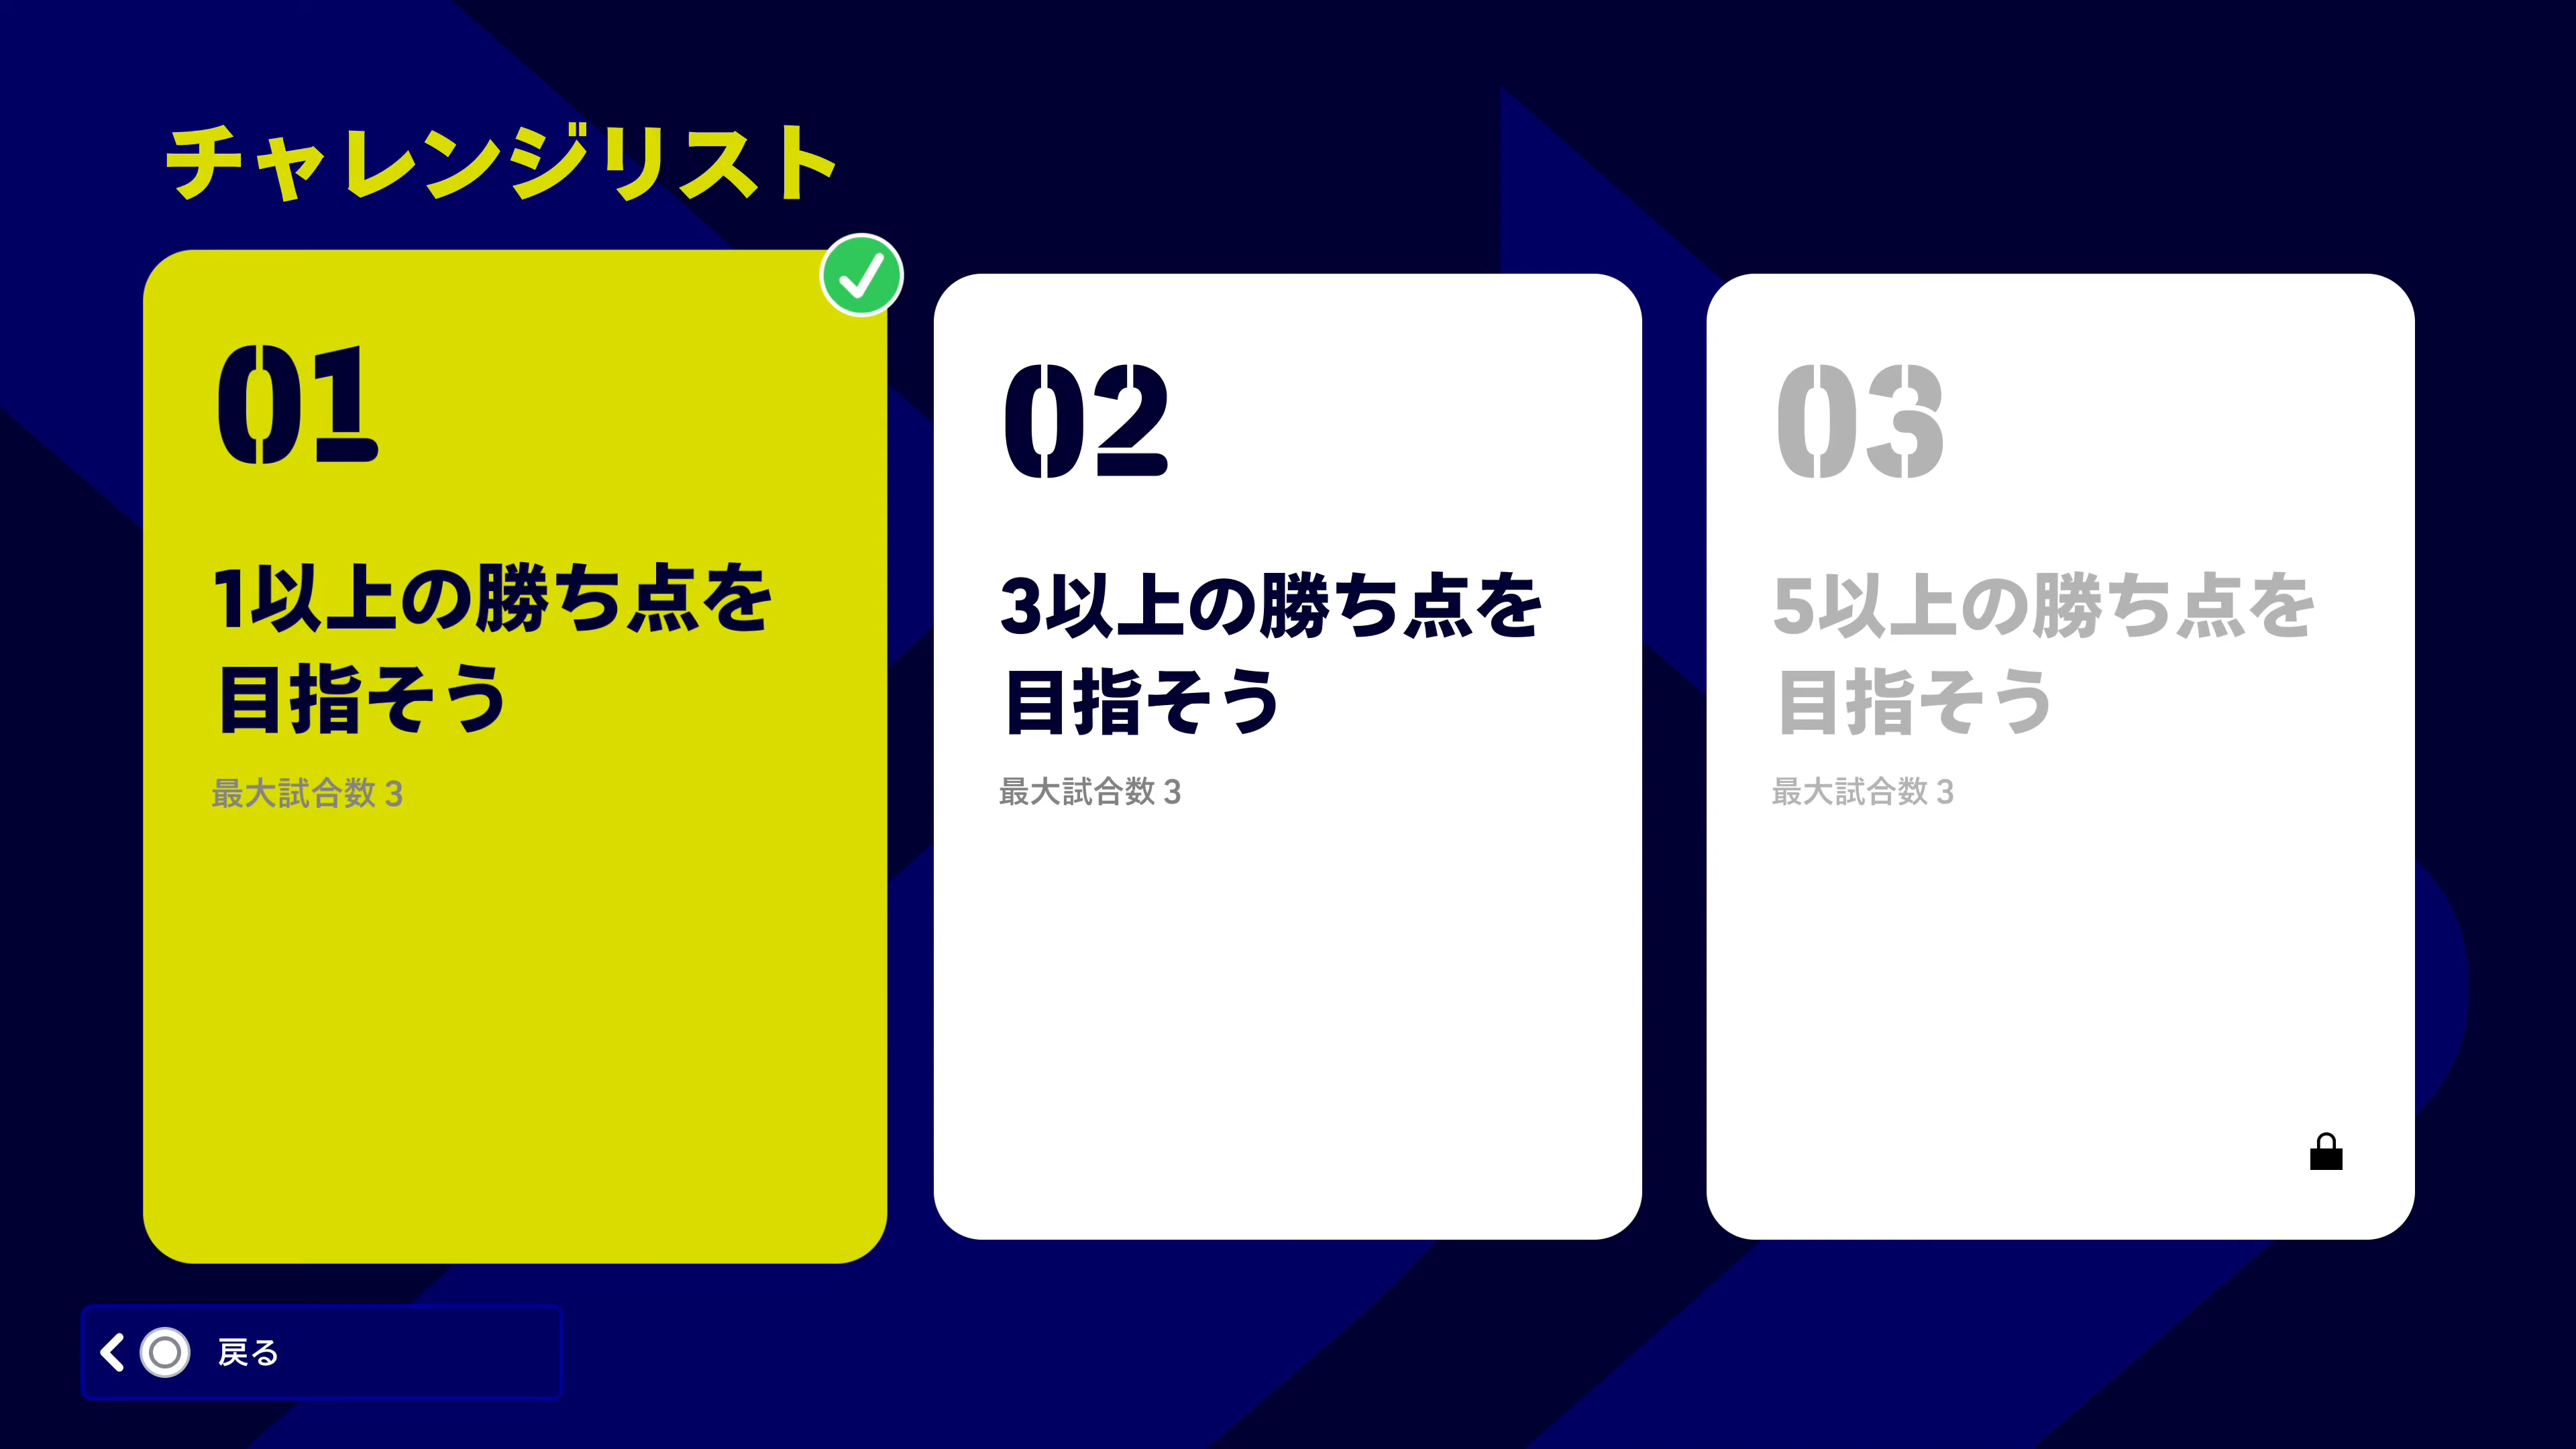 チャレンジリスト
01
1以上の勝ち点を
目指そう
最大試合数 3
02
3以上の勝ち点を
目指そう
最大試合数 3
03
5以上の勝ち点を
目指そう
最大試合数 3
戻る